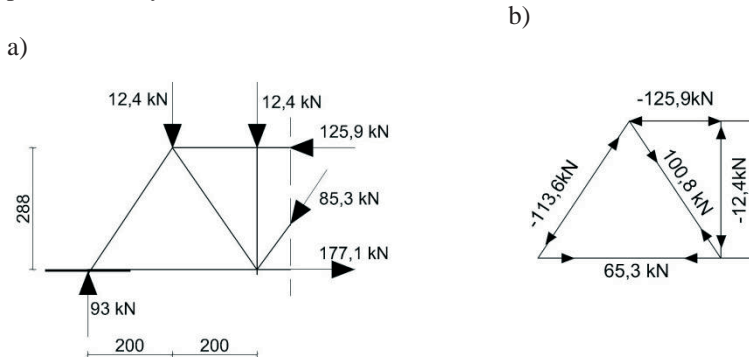 b)
a)
12,4 kN
12,4 kN
-125,9kN
125,9 kN
85,3 kN
-113,6kN
100,8 kN
-12,4kN
288
177,1 kN
65,3 kN
93 kN
200
200